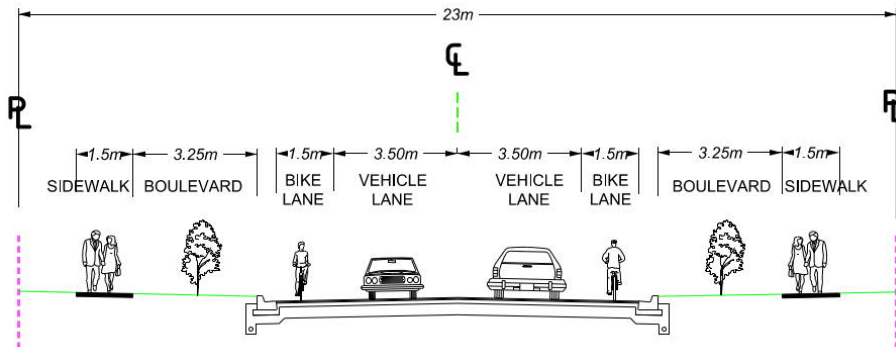 23m
CL
PL
PL
1.5m 3.25m 1.5m 3.50m 3.50m 1.5m 3.25m 1.5m
SIDEWALK BOULEVARD BIKE LANE VEHICLE LANE VEHICLE LANE BIKE LANE BOULEVARD SIDEWALK